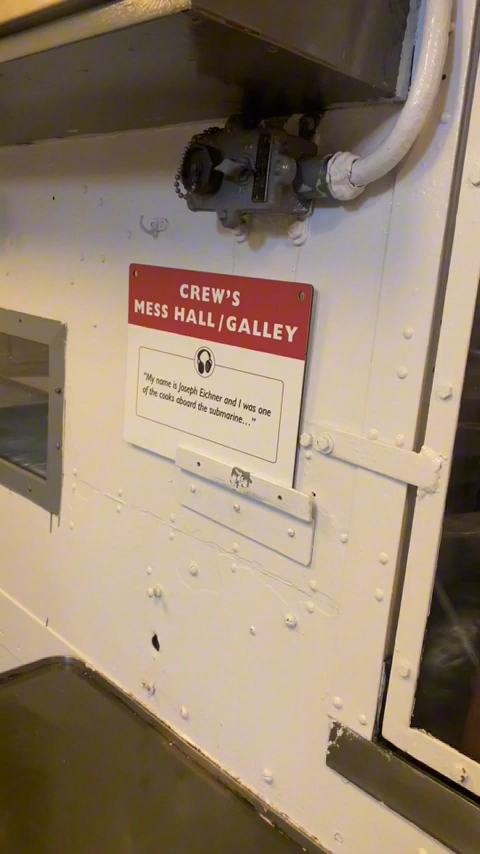 CREW'S
MESS HALL/GALLEY
"My name is Joseph Eichner and I was one
of the cooks aboard the submarine..."